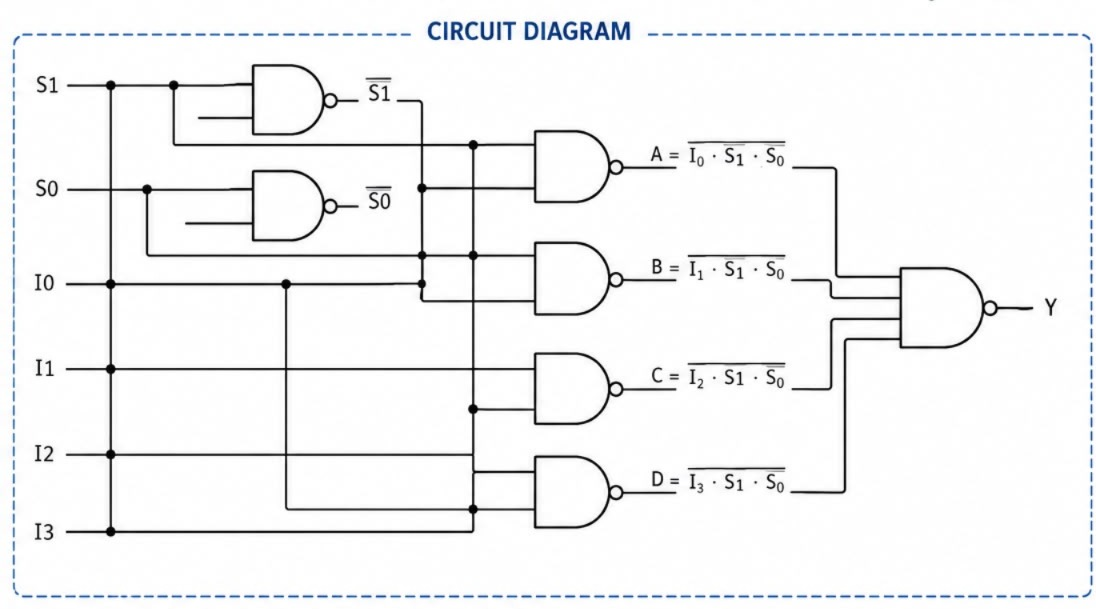 CIRCUIT DIAGRAM
S1
S̅1̅
A = I̅₀̅ ̅·̅ ̅S̅1̅ ̅·̅ ̅S̅₀̅
S0
S̅0̅
I0
B = I̅₁̅ ̅·̅ ̅S̅1̅ ̅·̅ ̅S̅₀̅
Y
I1
C = I̅₂̅ ̅·̅ ̅S̅1̅ ̅·̅ ̅S̅₀̅
I2
D = I̅₃̅ ̅·̅ ̅S̅1̅ ̅·̅ ̅S̅₀̅
I3